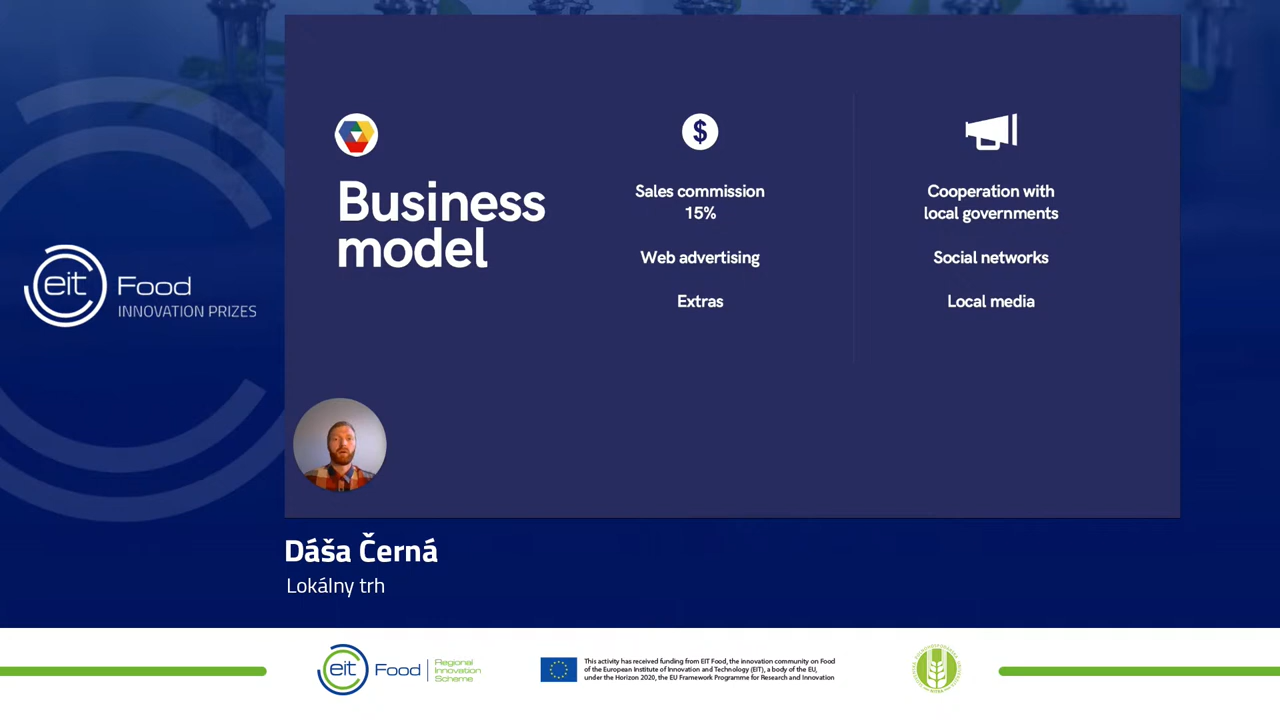 eit Food
INNOVATION PRIZES
Business
model
$
Sales commission
15%
Web advertising
Extras
Cooperation with
local governments
Social networks
Local media
Dáša Černá
Lokálny trh
eit Food
Regional
Innovation
Scheme
This activity has received funding from EIT Food, the innovation community on Food
of the European Institute of Innovation and Technology (EIT), a body of the EU,
under the Horizon 2020, the EU Framework Programme for Research and Innovation